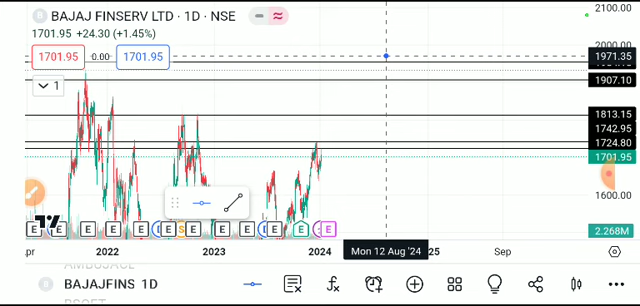 BAJAJ FINSERV LTD · 1D · NSE
1701.95 +24.30 (+1.45%)
1701.95 0.00 1701.95
1
2100.00
2000.00
1971.35
1907.10
1813.15
1742.95
1724.80
1701.95
1600.00
2.268M
E E E E D E S E E E D E E E
pr 2022 2023 2024 Mon 12 Aug '24 25 Sep
BAJAJFINS 1D